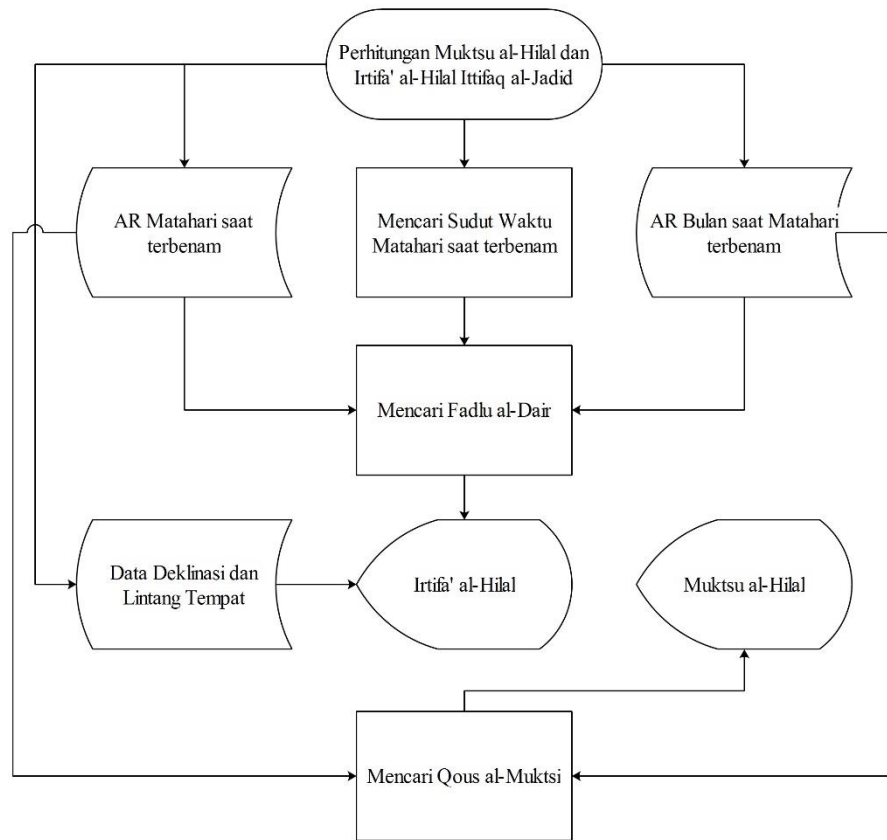 Perhitungan Muktsu al-Hilal dan
Irtifa' al-Hilal Ittifaq al-Jadid
AR Matahari saat
terbenam
Mencari Sudut Waktu
Matahari saat terbenam
AR Bulan saat Matahari
terbenam
Mencari Fadlu al-Dair
Data Deklinasi dan
Lintang Tempat
Irtifa' al-Hilal
Muktsu al-Hilal
Mencari Qous al-Muktsi